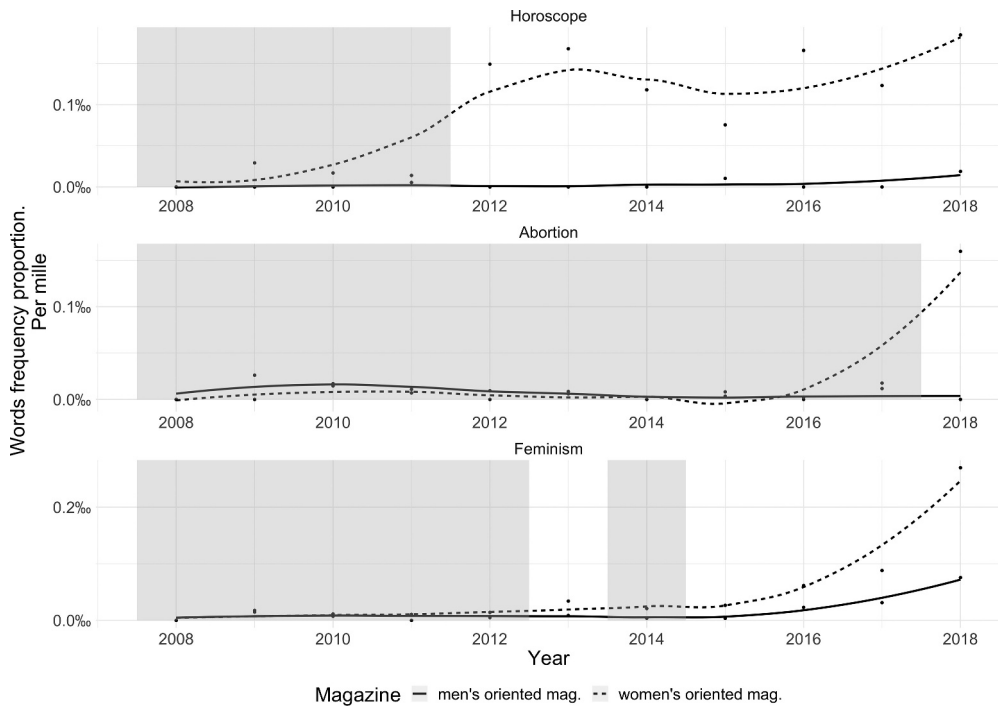 Horoscope
0.1‰
0.0‰
2008 2010 2012 2014 2016 2018
Abortion
0.1‰
0.0‰
2008 2010 2012 2014 2016 2018
Feminism
0.2‰
0.0‰
2008 2010 2012 2014 2016 2018
Words frequency proportion.
Per mille
Year
Magazine men's oriented mag. women's oriented mag.